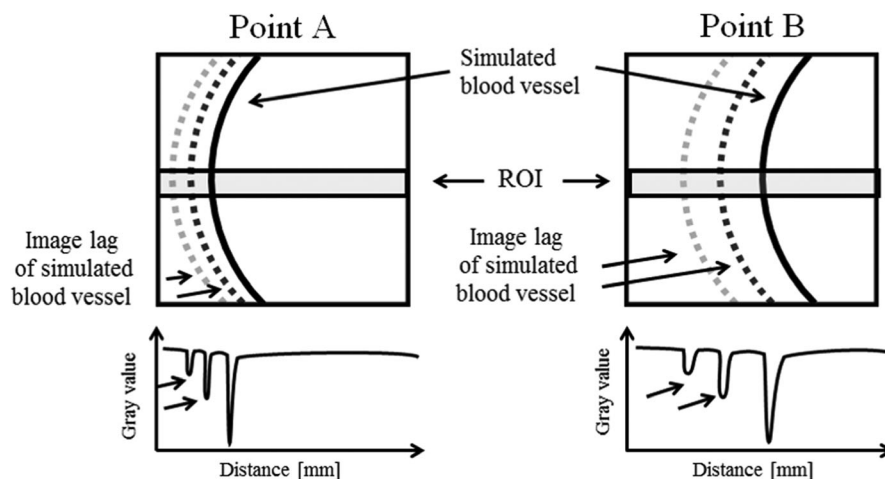 Point A
Point B
Simulated
blood vessel
ROI
Image lag
of simulated
blood vessel
Image lag
of simulated
blood vessel
Gray value
Distance [mm]
Gray value
Distance [mm]